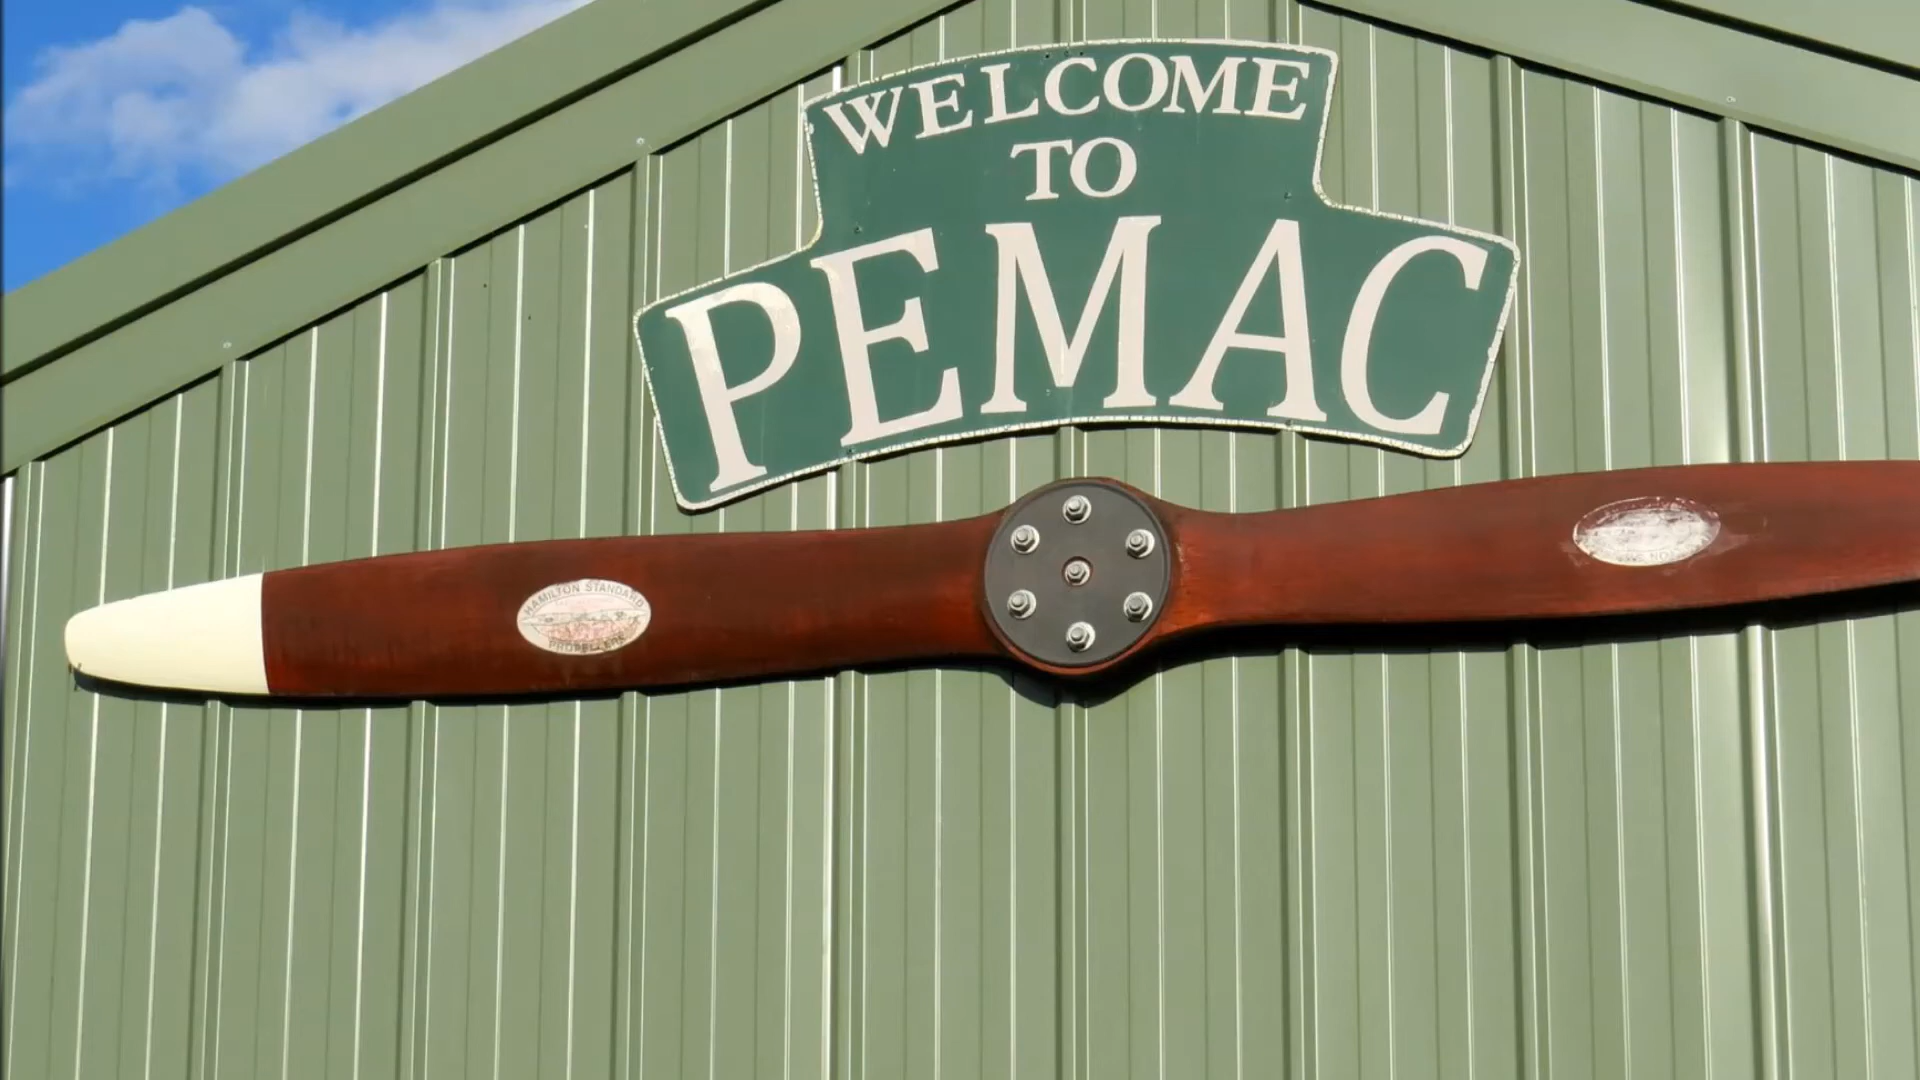 WELCOME
TO
PEMAC
HAMILTON STANDARD
PROPELLERS